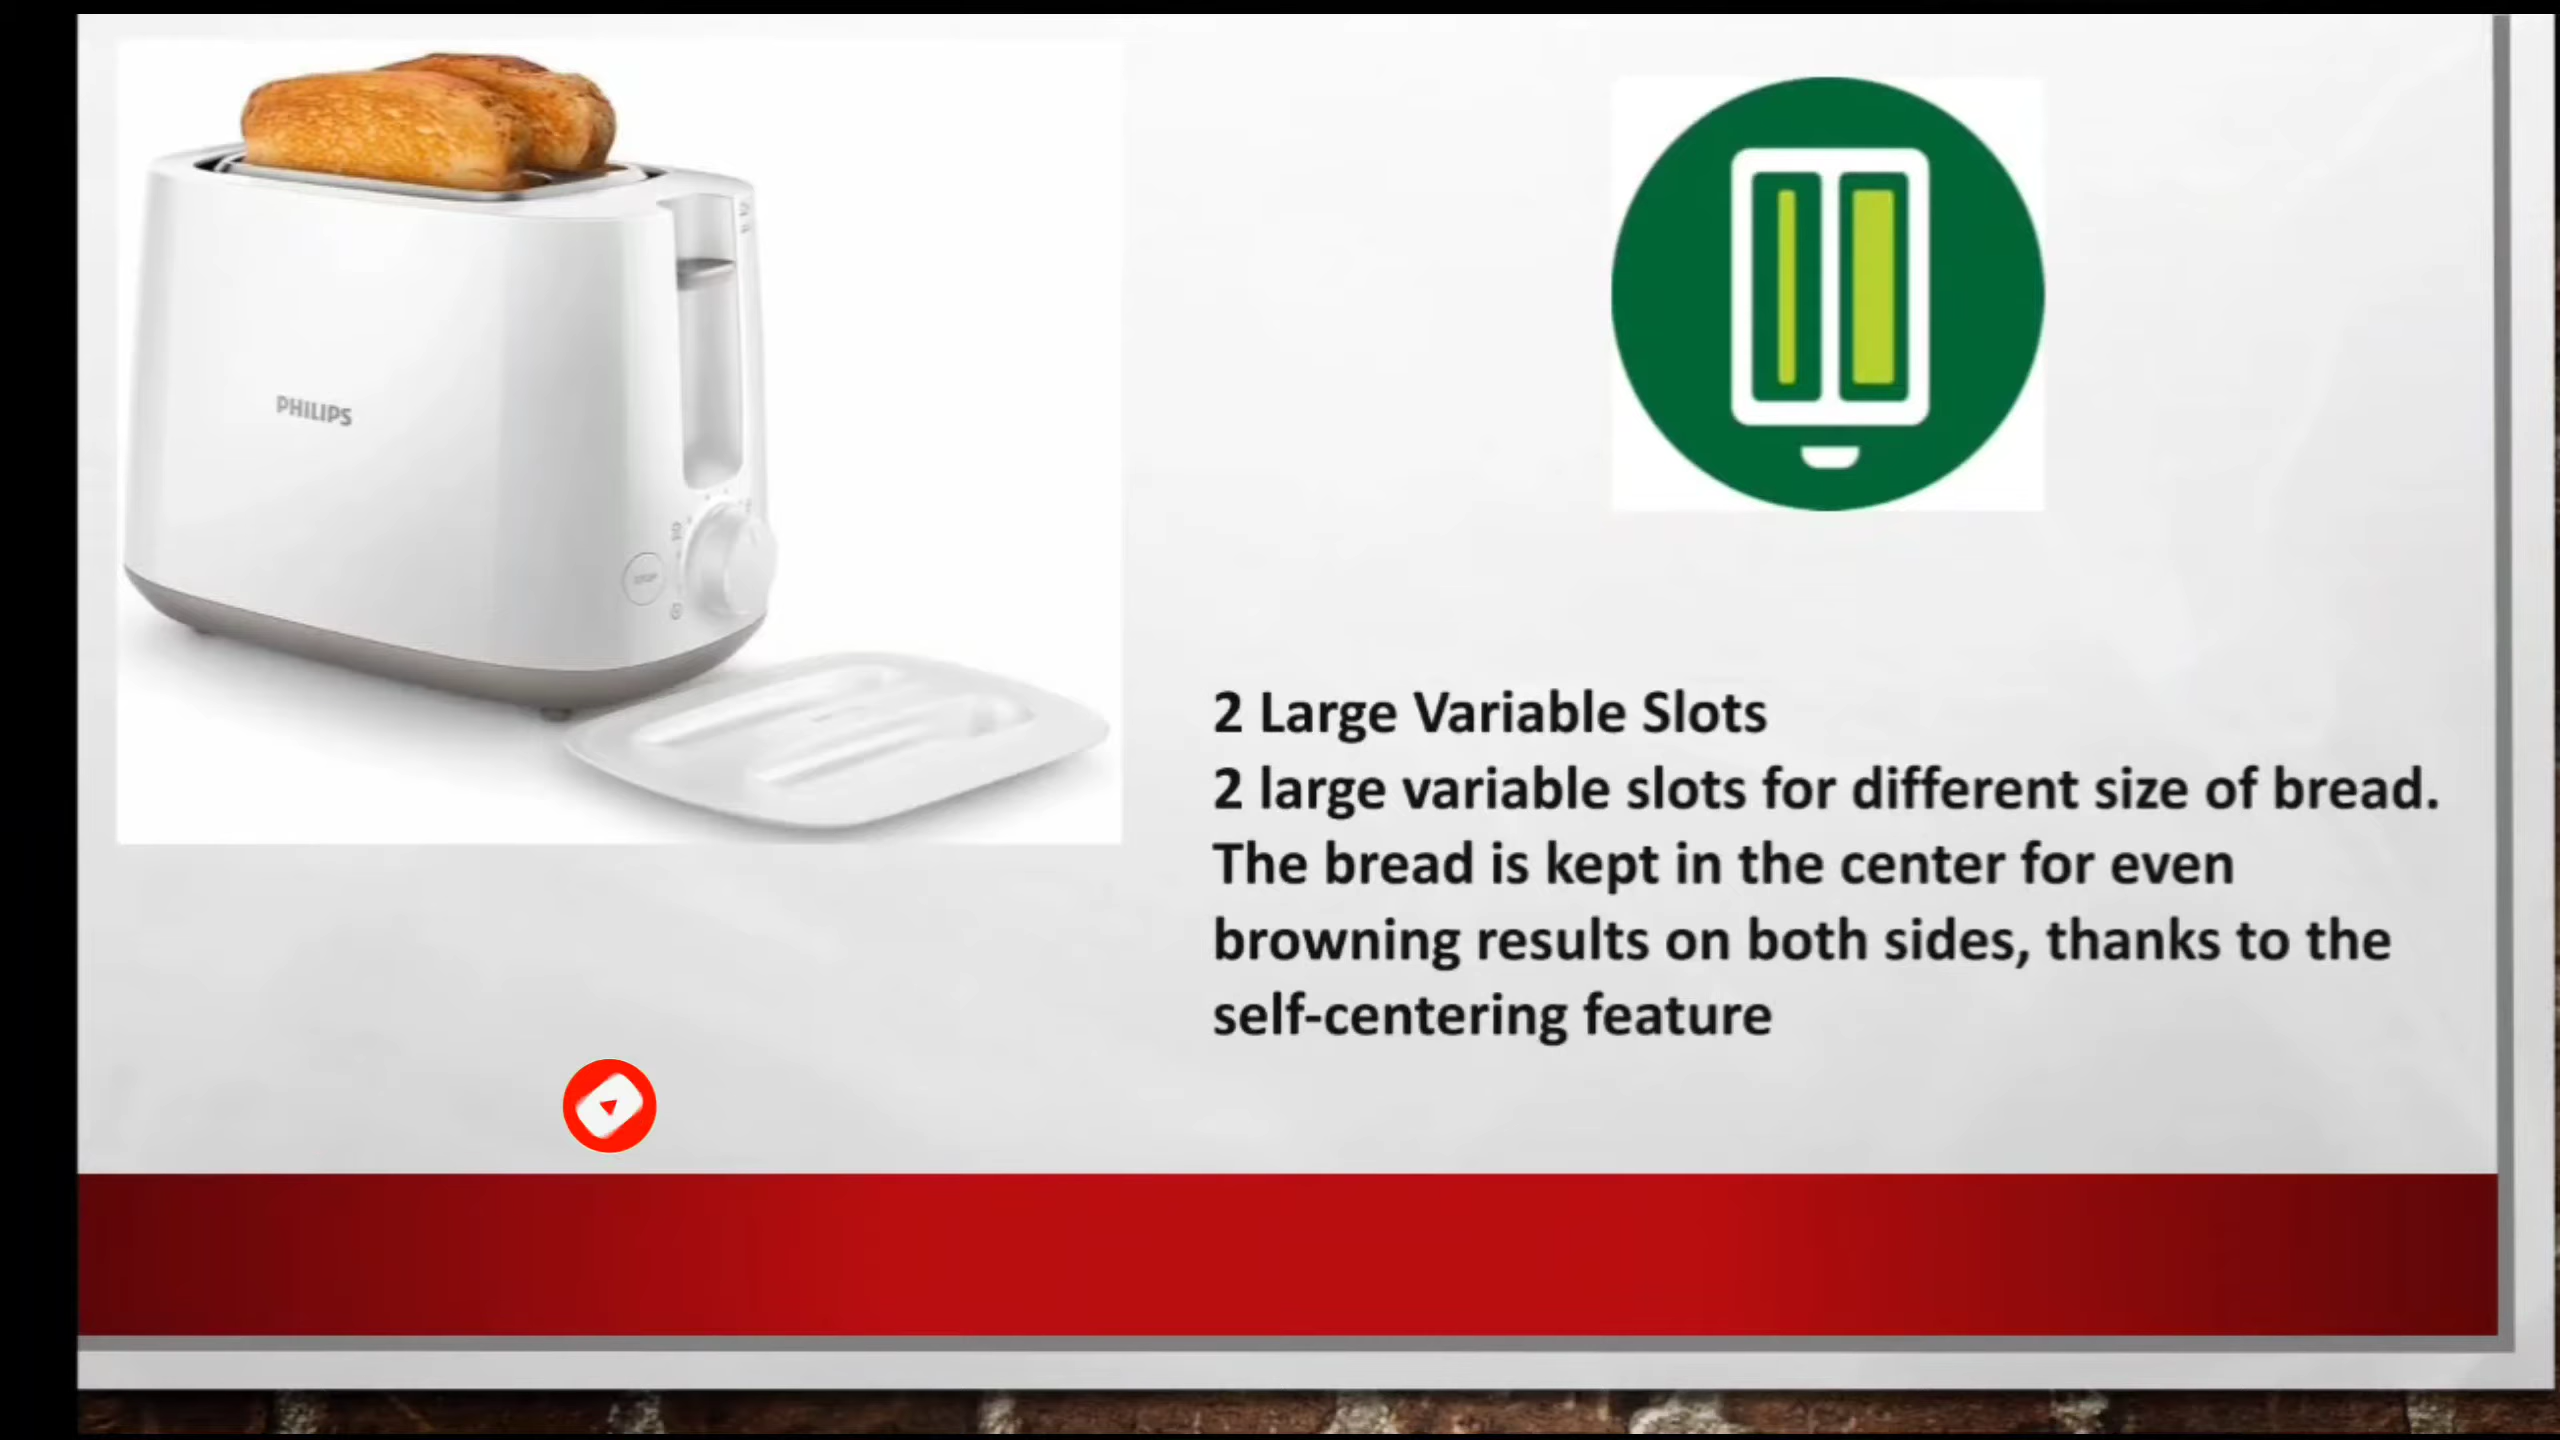 PHILIPS
STOP
2 Large Variable Slots
2 large variable slots for different size of bread.
The bread is kept in the center for even
browning results on both sides, thanks to the
self-centering feature